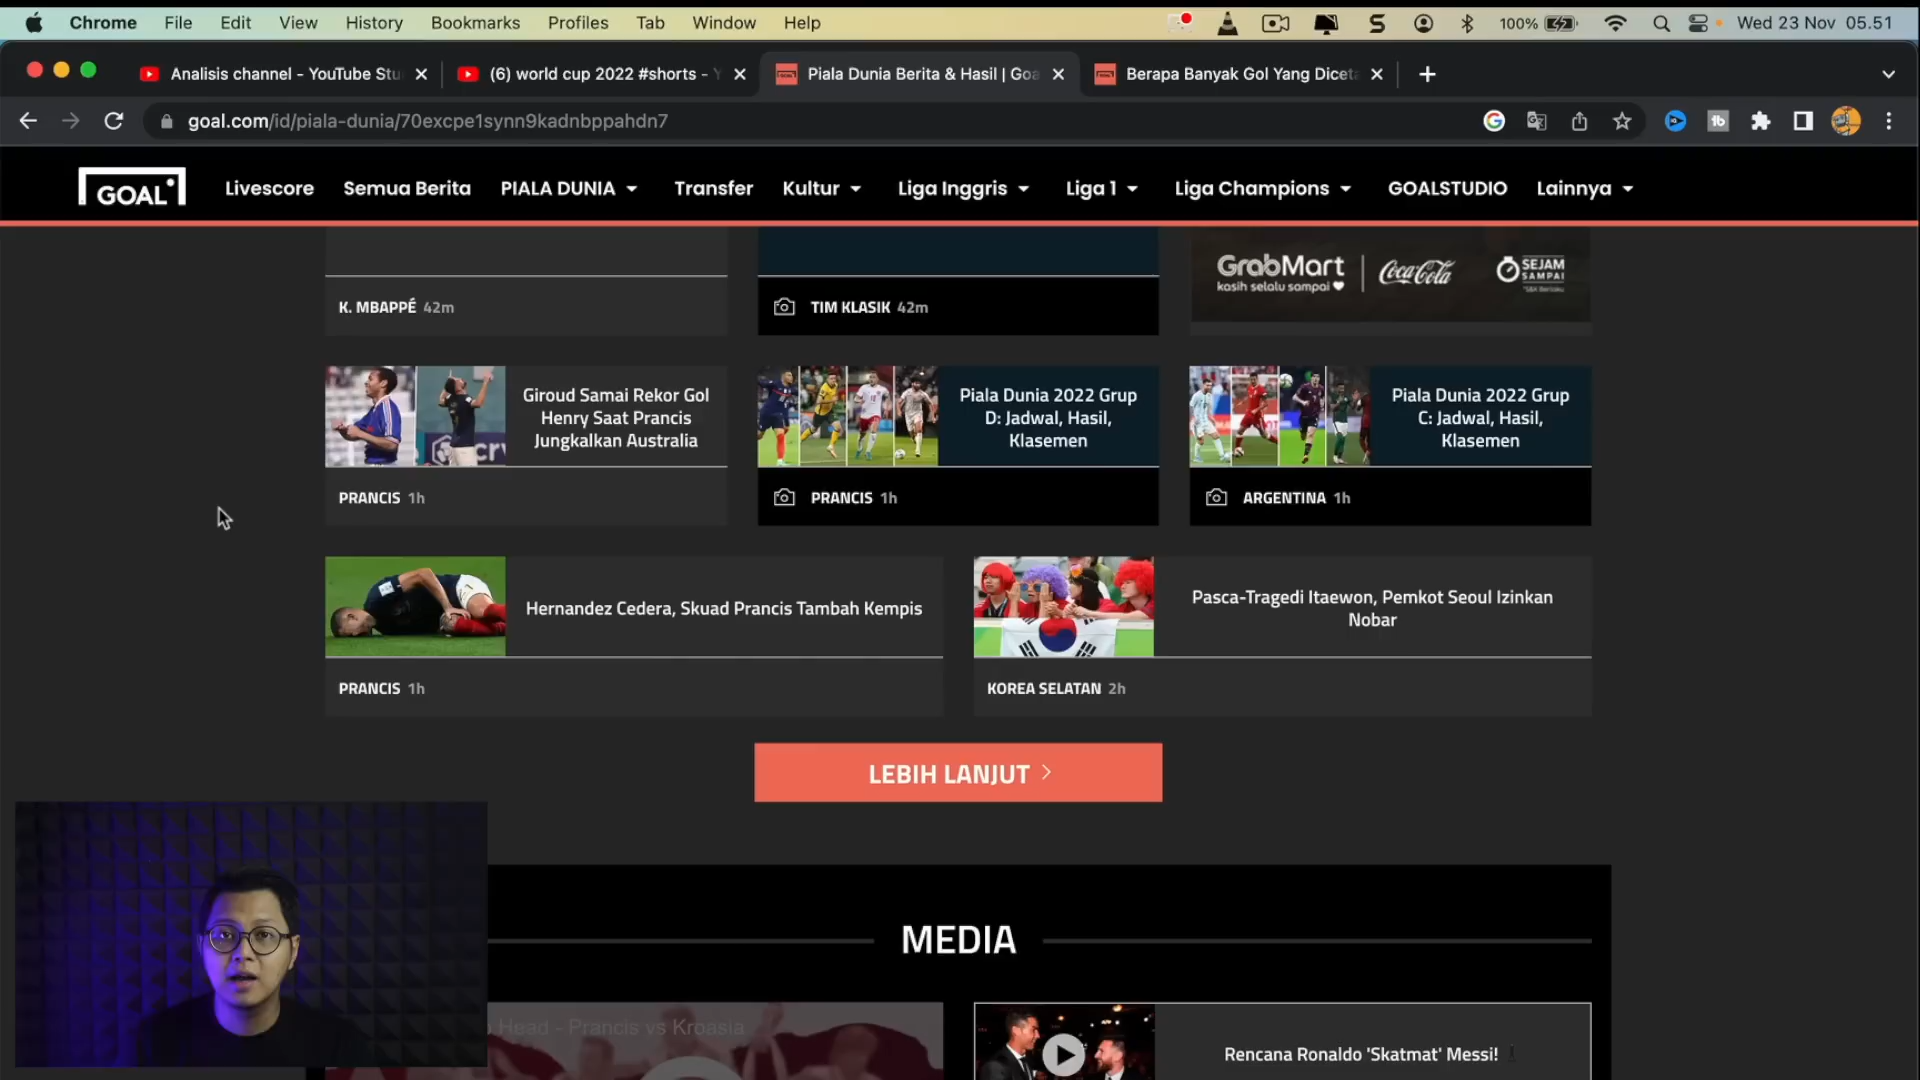 Chrome File Edit View History Bookmarks Profiles Tab Window Help
100% Wed 23 Nov 05.51
Analisis channel - YouTube Stu
(6) world cup 2022 #shorts - Y
Piala Dunia Berita & Hasil | Goa
Berapa Banyak Gol Yang Diceta
goal.com/id/piala-dunia/70excpe1synn9kadnbppahdn7
GOAL
Livescore Semua Berita PIALA DUNIA Transfer Kultur Liga Inggris Liga 1 Liga Champions GOALSTUDIO Lainnya
GrabMart
kasih selalu sampai
Coca-Cola
SEJAM
SAMPAI
K. MBAPPÉ 42m
TIM KLASIK 42m
Giroud Samai Rekor Gol
Henry Saat Prancis
Jungkalkan Australia
PRANCIS 1h
Piala Dunia 2022 Grup
D: Jadwal, Hasil,
Klasemen
PRANCIS 1h
Piala Dunia 2022 Grup
C: Jadwal, Hasil,
Klasemen
ARGENTINA 1h
Hernandez Cedera, Skuad Prancis Tambah Kempis
PRANCIS 1h
Pasca-Tragedi Itaewon, Pemkot Seoul Izinkan
Nobar
KOREA SELATAN 2h
LEBIH LANJUT
MEDIA
Head - Prancis vs Kroasia
Rencana Ronaldo 'Skatmat' Messi!